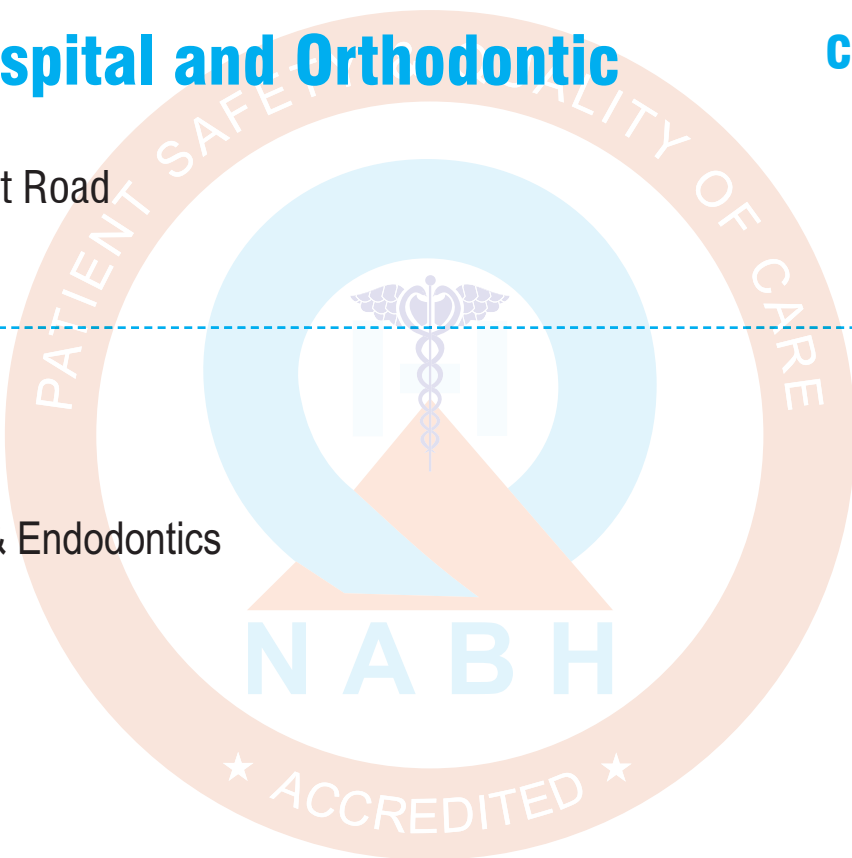 spital and Orthodontic
C
PATIENT SAFETY & QUALITY OF CARE
t Road
& Endodontics
NABH
★ ACCREDITED ★